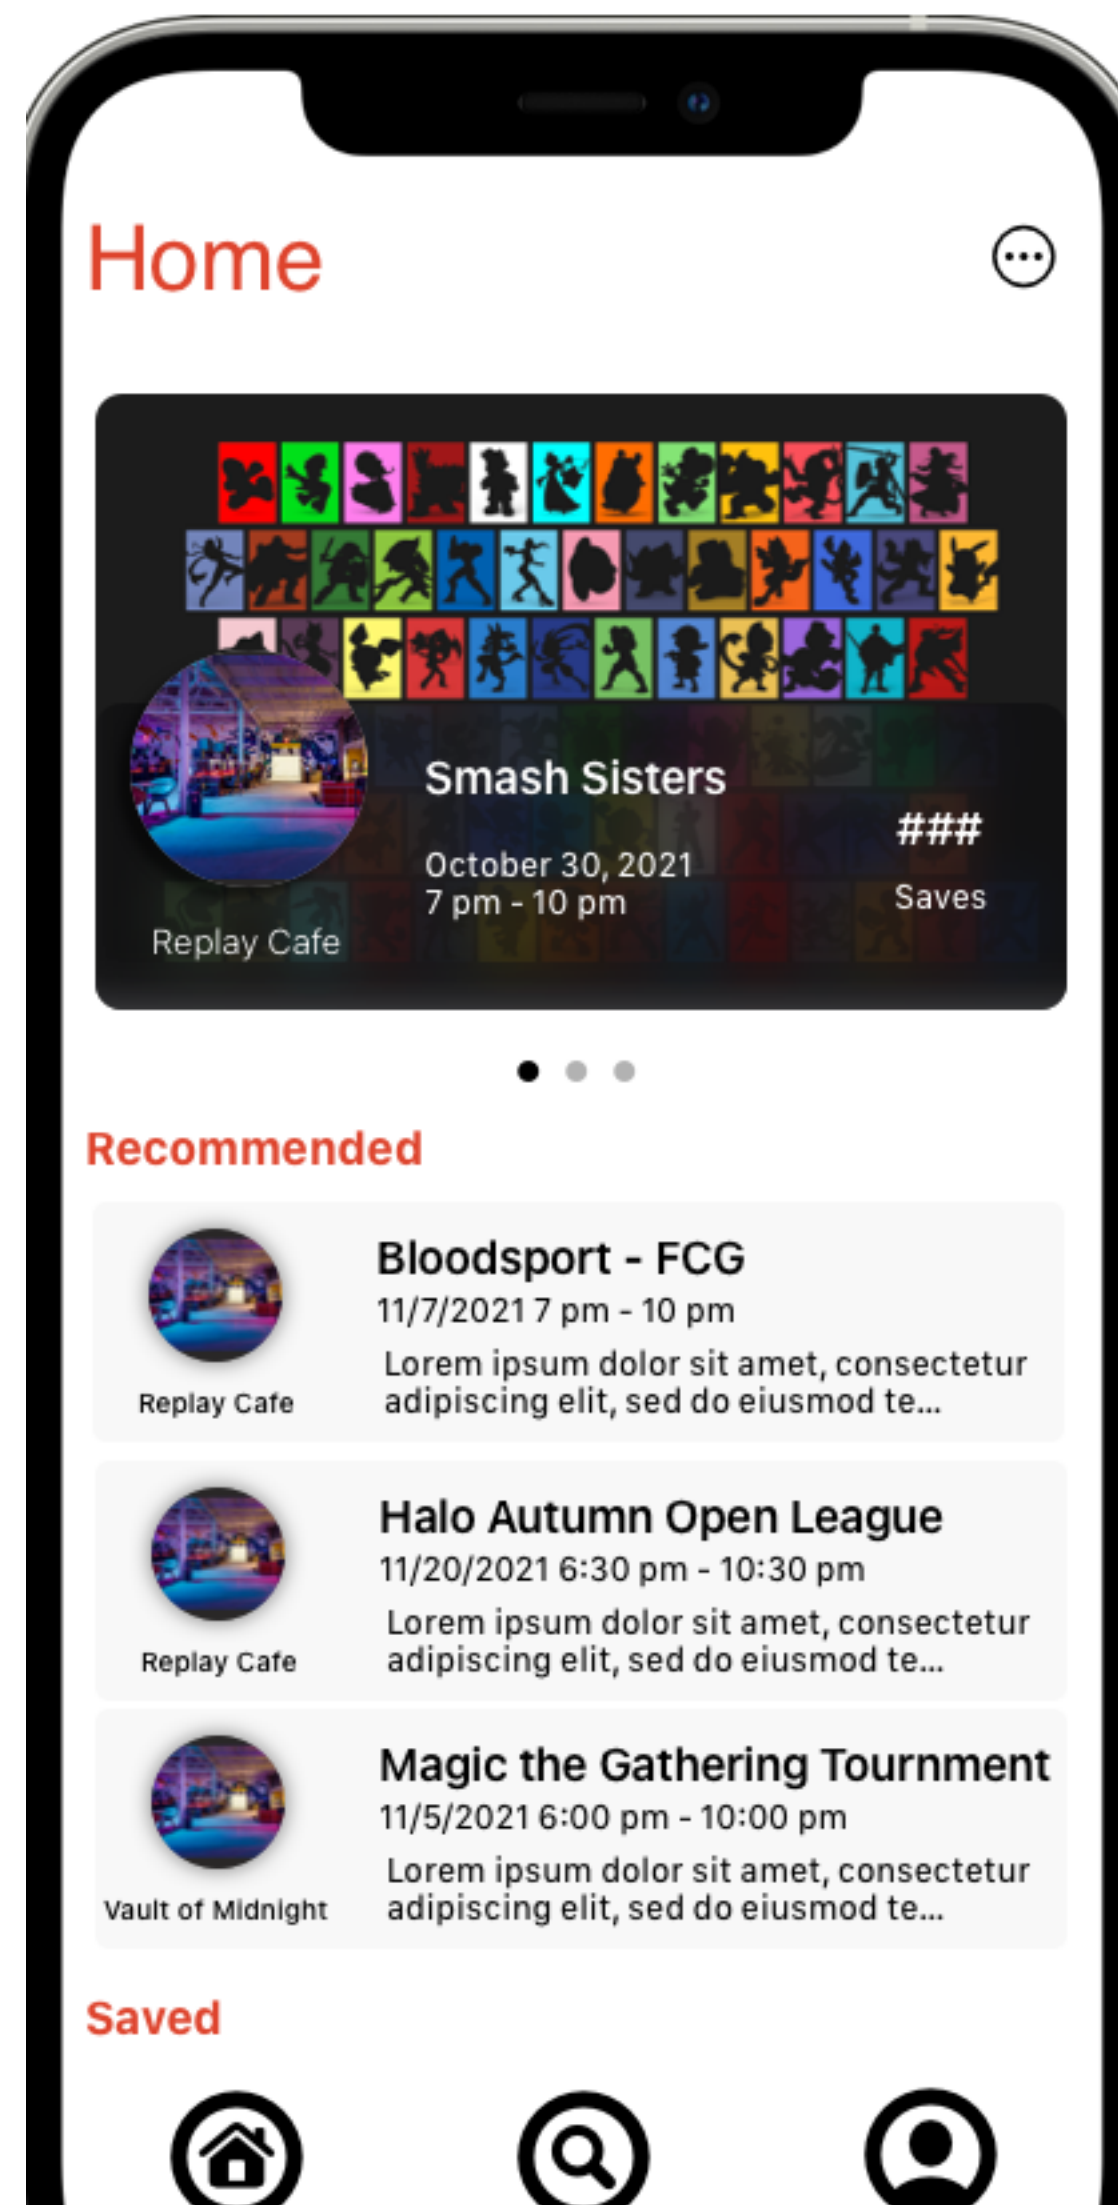 Home
Smash Sisters
October 30, 2021
7 pm - 10 pm
###
Saves
Replay Cafe
Recommended
Bloodsport - FCG
11/7/2021 7 pm - 10 pm
Lorem ipsum dolor sit amet, consectetur
adipiscing elit, sed do eiusmod te...
Replay Cafe
Halo Autumn Open League
11/20/2021 6:30 pm - 10:30 pm
Lorem ipsum dolor sit amet, consectetur
adipiscing elit, sed do eiusmod te...
Replay Cafe
Magic the Gathering Tournment
11/5/2021 6:00 pm - 10:00 pm
Lorem ipsum dolor sit amet, consectetur
adipiscing elit, sed do eiusmod te...
Vault of Midnight
Saved